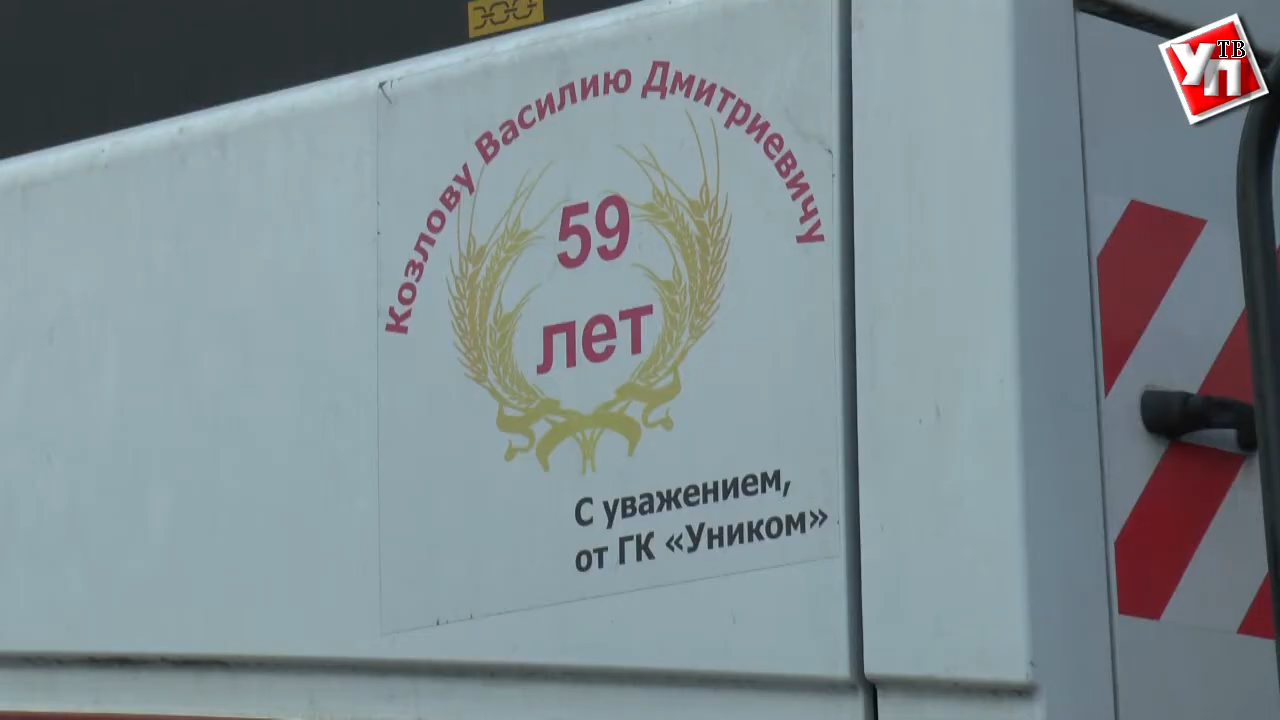 Козлову Василию Дмитриевичу
59
лет
С уважением,
от ГК «Уником»
УП
ТВ